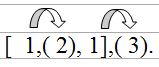 [ 1,( 2), 1],( 3).